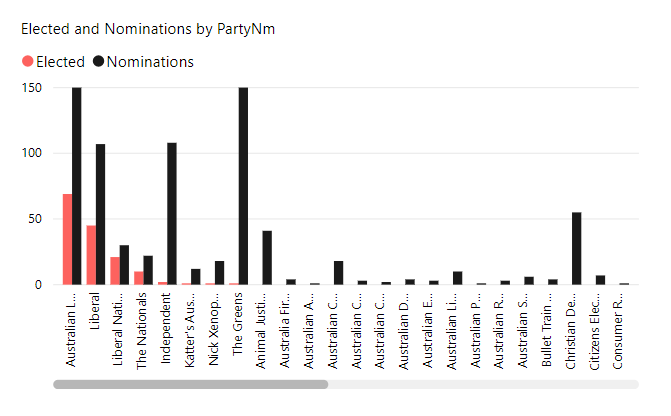 Elected and Nominations by PartyNm
Elected Nominations
150
100
50
0
Australian L...
Liberal
Liberal Nati...
The Nationals
Independent
Katter's Aus...
Nick Xenop...
The Greens
Animal Justi...
Australia Fir...
Australian A...
Australian C...
Australian C...
Australian C...
Australian D...
Australian E...
Australian Li...
Australian P...
Australian R...
Australian S...
Bullet Train ...
Christian De...
Citizens Elec...
Consumer R...